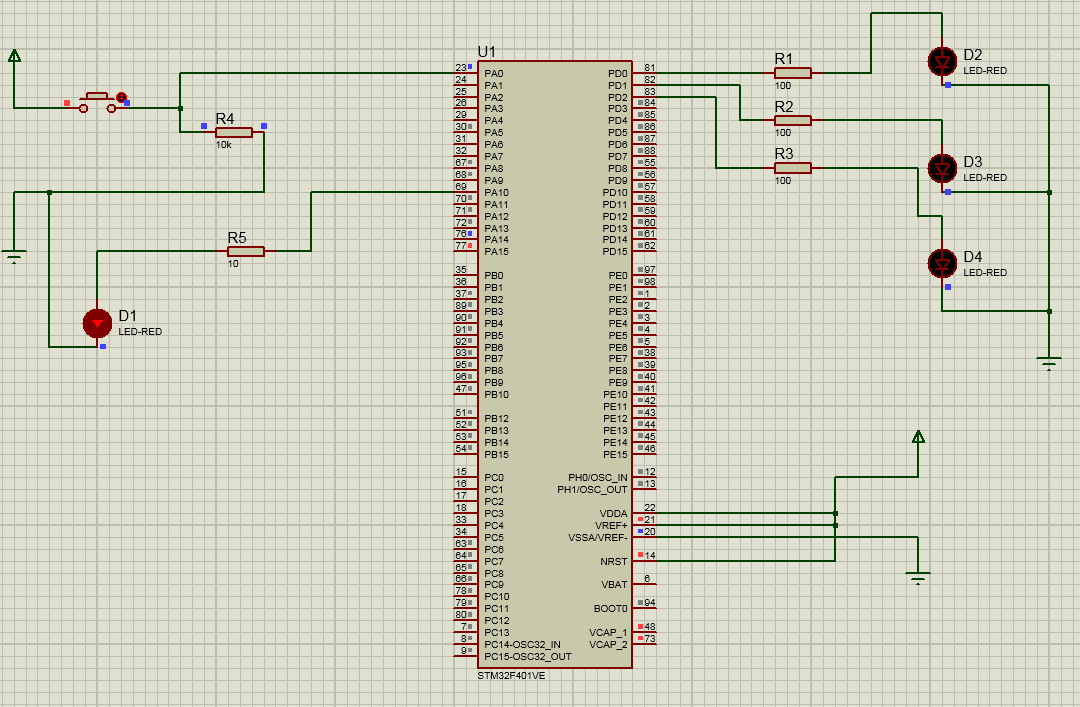 U1
23 PA0
24 PA1
25 PA2
26 PA3
29 PA4
30 PA5
31 PA6
32 PA7
67 PA8
68 PA9
69 PA10
70 PA11
71 PA12
72 PA13
76 PA14
77 PA15
35 PB0
36 PB1
37 PB2
89 PB3
90 PB4
91 PB5
92 PB6
93 PB7
95 PB8
96 PB9
47 PB10
51 PB12
52 PB13
53 PB14
54 PB15
15 PC0
16 PC1
17 PC2
18 PC3
33 PC4
34 PC5
63 PC6
64 PC7
65 PC8
66 PC9
78 PC10
79 PC11
80 PC12
7 PC13
8 PC14-OSC32_IN
9 PC15-OSC32_OUT
PD0 81
PD1 82
PD2 83
PD3 84
PD4 85
PD5 86
PD6 87
PD7 88
PD8 55
PD9 56
PD10 57
PD11 58
PD12 59
PD13 60
PD14 61
PD15 62
PE0 97
PE1 98
PE2 1
PE3 2
PE4 3
PE5 4
PE6 5
PE7 38
PE8 39
PE9 40
PE10 41
PE11 42
PE12 43
PE13 44
PE14 45
PE15 46
PH0/OSC_IN 12
PH1/OSC_OUT 13
VDDA 22
VREF+ 21
VSSA/VREF- 20
NRST 14
VBAT 6
BOOT0 94
VCAP_1 48
VCAP_2 73
STM32F401VE
R4
10k
R5
10
D1
LED-RED
R1
100
R2
100
R3
100
D2
LED-RED
D3
LED-RED
D4
LED-RED